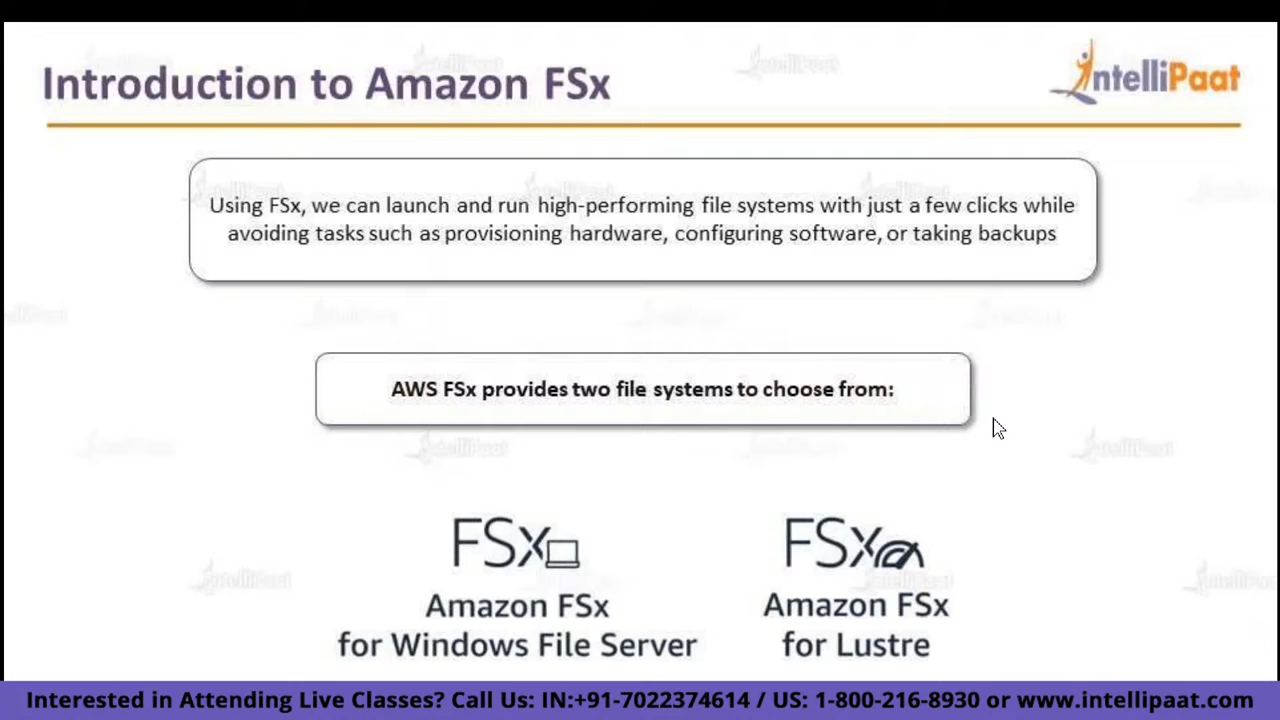 Introduction to Amazon FSx
IntelliPaat
Using FSx, we can launch and run high-performing file systems with just a few clicks while
avoiding tasks such as provisioning hardware, configuring software, or taking backups
AWS FSx provides two file systems to choose from:
FSx
FSx
Amazon FSx
for Windows File Server
Amazon FSx
for Lustre
Interested in Attending Live Classes? Call Us: IN:+91-7022374614 / US: 1-800-216-8930 or www.intellipaat.com